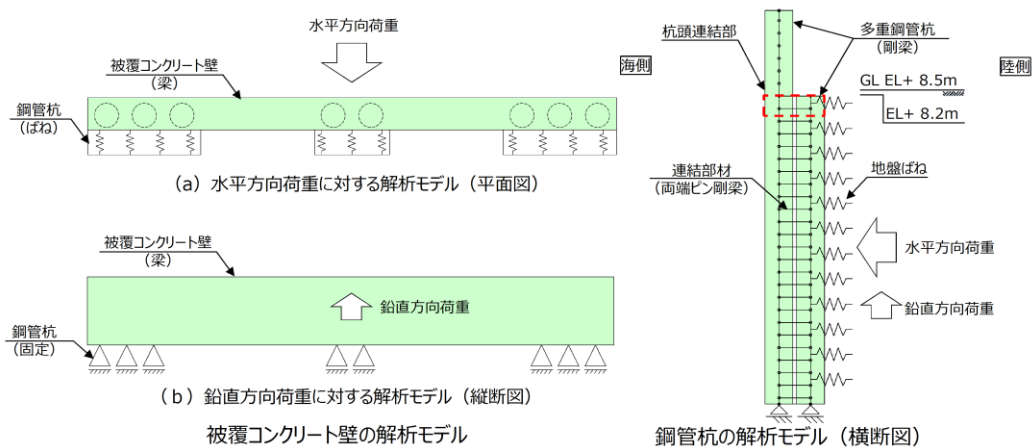 水平方向荷重
被覆コンクリート壁
(梁)
鋼管杭
(ばね)
(a) 水平方向荷重に対する解析モデル(平面図)
被覆コンクリート壁
(梁)
鉛直方向荷重
鋼管杭
(固定)
(b) 鉛直方向荷重に対する解析モデル(縦断図)
被覆コンクリート壁の解析モデル
杭頭連結部
多重鋼管杭
(剛梁)
海側
陸側
GL EL+ 8.5m
EL+ 8.2m
連結部材
(両端ピン剛梁)
地盤ばね
水平方向荷重
鉛直方向荷重
鋼管杭の解析モデル(横断図)